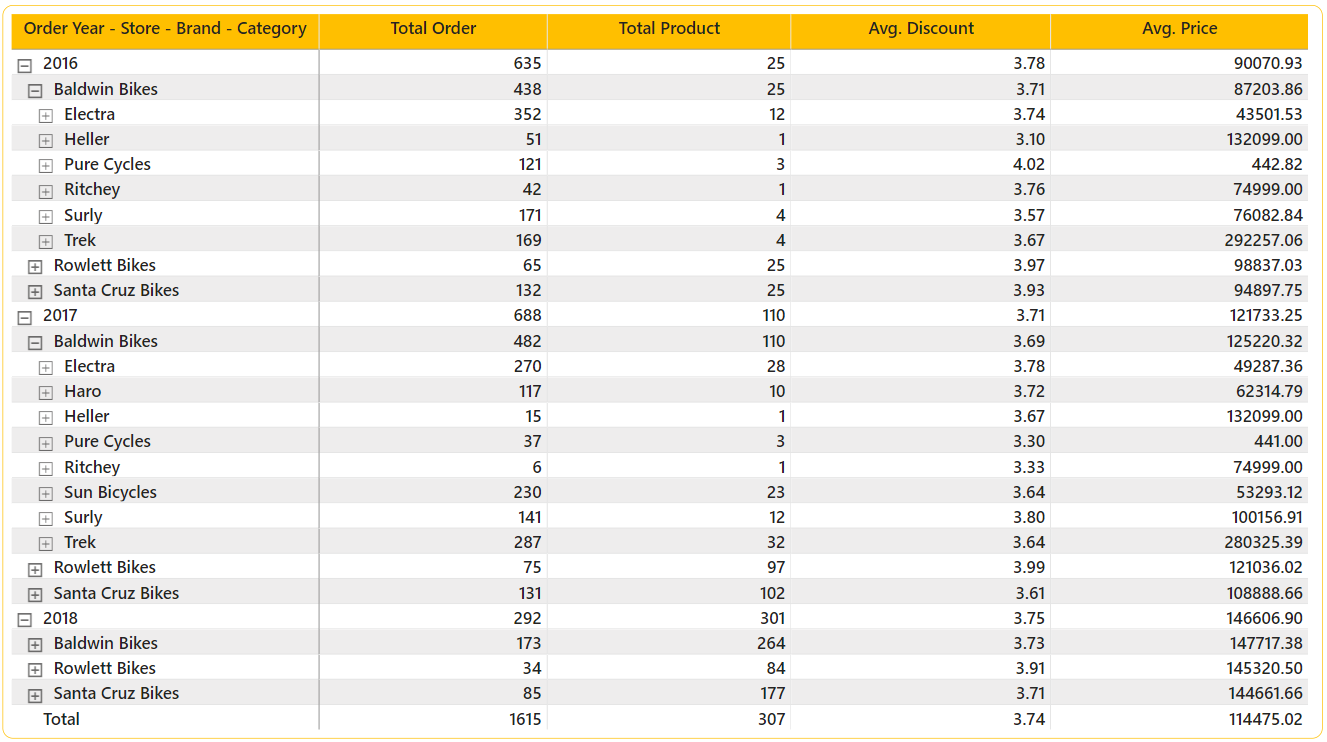 Order Year - Store - Brand - Category Total Order Total Product Avg. Discount Avg. Price
2016 635 25 3.78 90070.93
Baldwin Bikes 438 25 3.71 87203.86
Electra 352 12 3.74 43501.53
Heller 51 1 3.10 132099.00
Pure Cycles 121 3 4.02 442.82
Ritchey 42 1 3.76 74999.00
Surly 171 4 3.57 76082.84
Trek 169 4 3.67 292257.06
Rowlett Bikes 65 25 3.97 98837.03
Santa Cruz Bikes 132 25 3.93 94897.75
2017 688 110 3.71 121733.25
Baldwin Bikes 482 110 3.69 125220.32
Electra 270 28 3.78 49287.36
Haro 117 10 3.72 62314.79
Heller 15 1 3.67 132099.00
Pure Cycles 37 3 3.30 441.00
Ritchey 6 1 3.33 74999.00
Sun Bicycles 230 23 3.64 53293.12
Surly 141 12 3.80 100156.91
Trek 287 32 3.64 280325.39
Rowlett Bikes 75 97 3.99 121036.02
Santa Cruz Bikes 131 102 3.61 108888.66
2018 292 301 3.75 146606.90
Baldwin Bikes 173 264 3.73 147717.38
Rowlett Bikes 34 84 3.91 145320.50
Santa Cruz Bikes 85 177 3.71 144661.66
Total 1615 307 3.74 114475.02